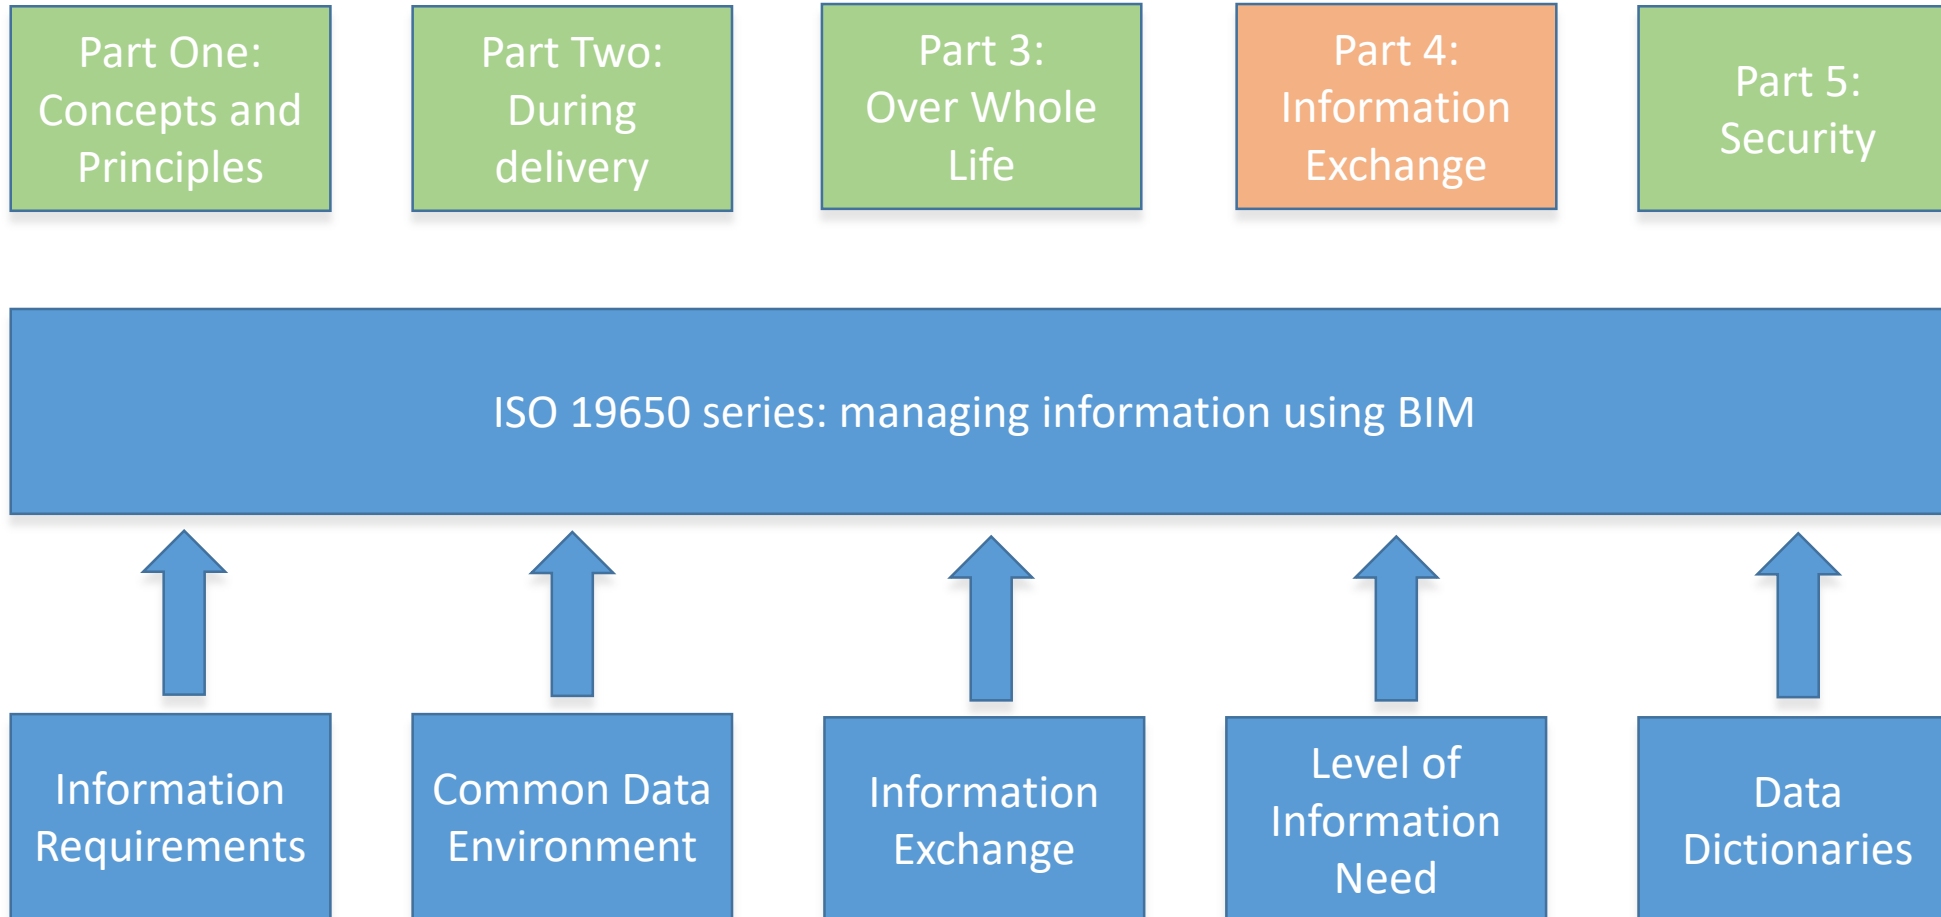 Part One:
Concepts and
Principles
Part Two:
During
delivery
Part 3:
Over Whole
Life
Part 4:
Information
Exchange
Part 5:
Security
ISO 19650 series: managing information using BIM
Information
Requirements
Common Data
Environment
Information
Exchange
Level of
Information
Need
Data
Dictionaries